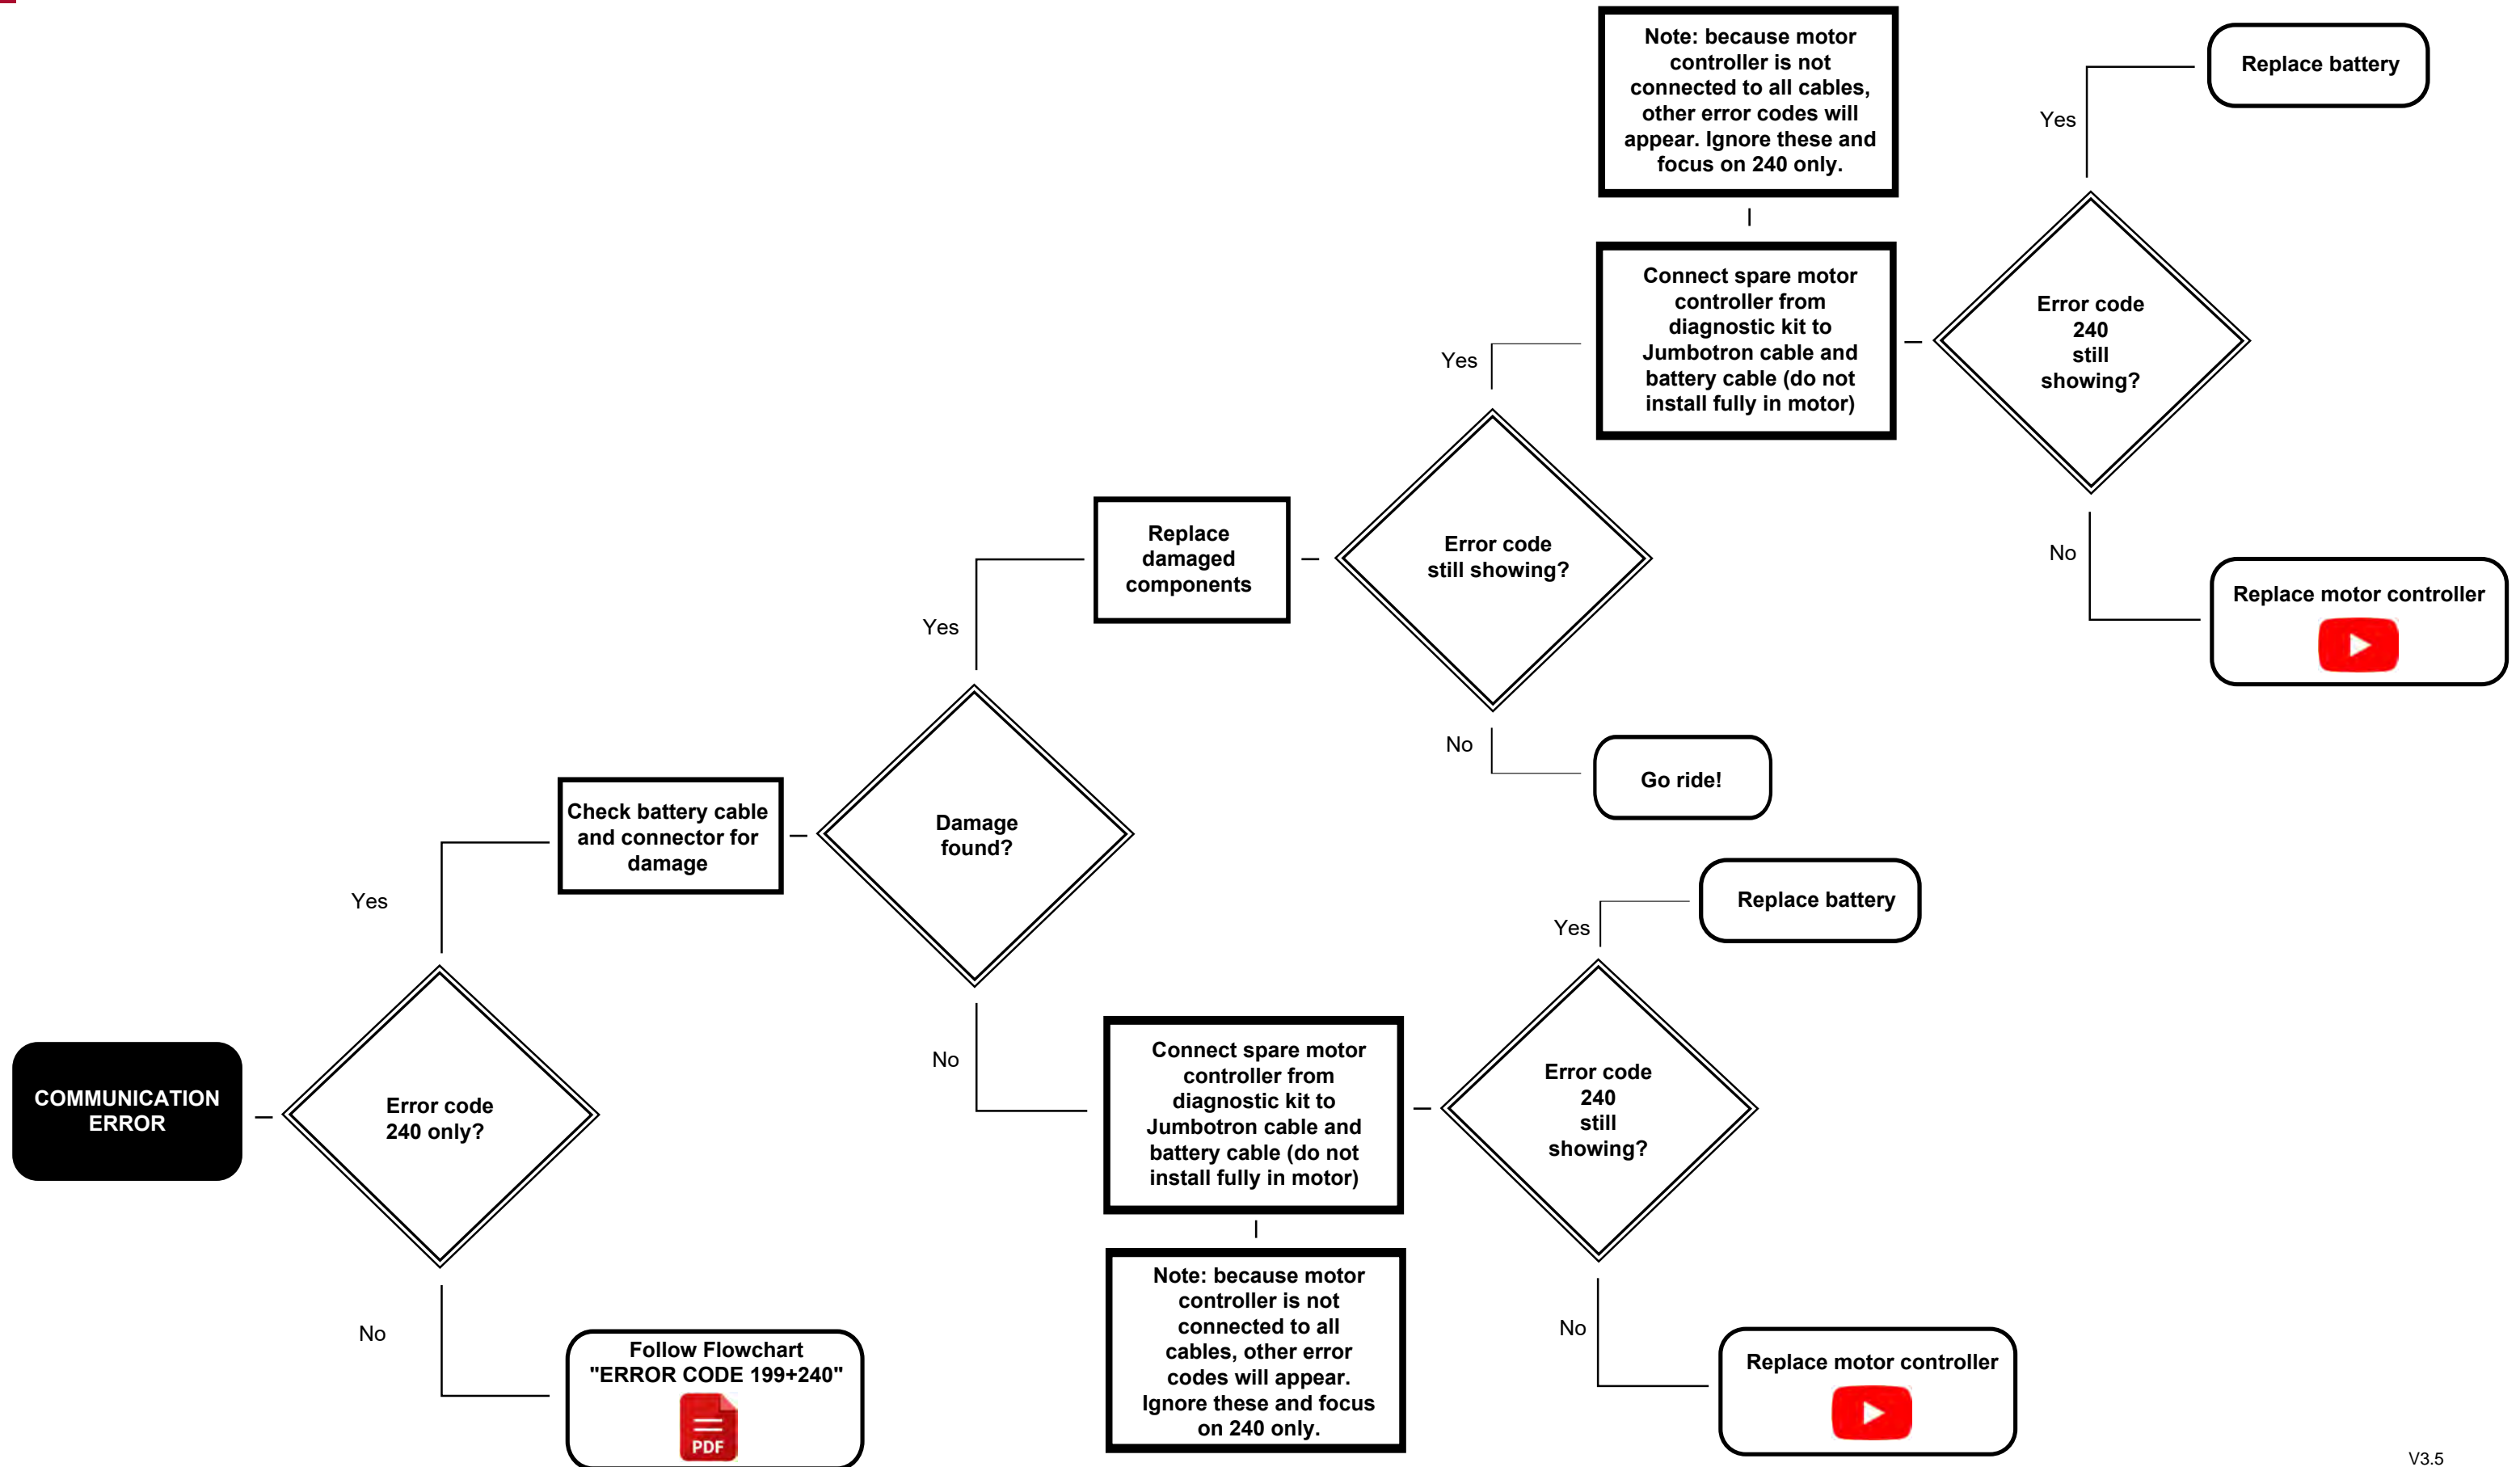 COMMUNICATION
ERROR
Error code
240 only?
Yes
No
Follow Flowchart
"ERROR CODE 199+240"
PDF
Check battery cable
and connector for
damage
Damage
found?
Yes
No
Replace
damaged
components
Error code
still showing?
Yes
No
Go ride!
Note: because motor
controller is not
connected to all cables,
other error codes will
appear. Ignore these and
focus on 240 only.
Connect spare motor
controller from
diagnostic kit to
Jumbotron cable and
battery cable (do not
install fully in motor)
Error code
240
still
showing?
Yes
Replace battery
No
Replace motor controller
Connect spare motor
controller from
diagnostic kit to
Jumbotron cable and
battery cable (do not
install fully in motor)
Note: because motor
controller is not
connected to all
cables, other error
codes will appear.
Ignore these and focus
on 240 only.
Error code
240
still
showing?
Yes
Replace battery
No
Replace motor controller
V3.5